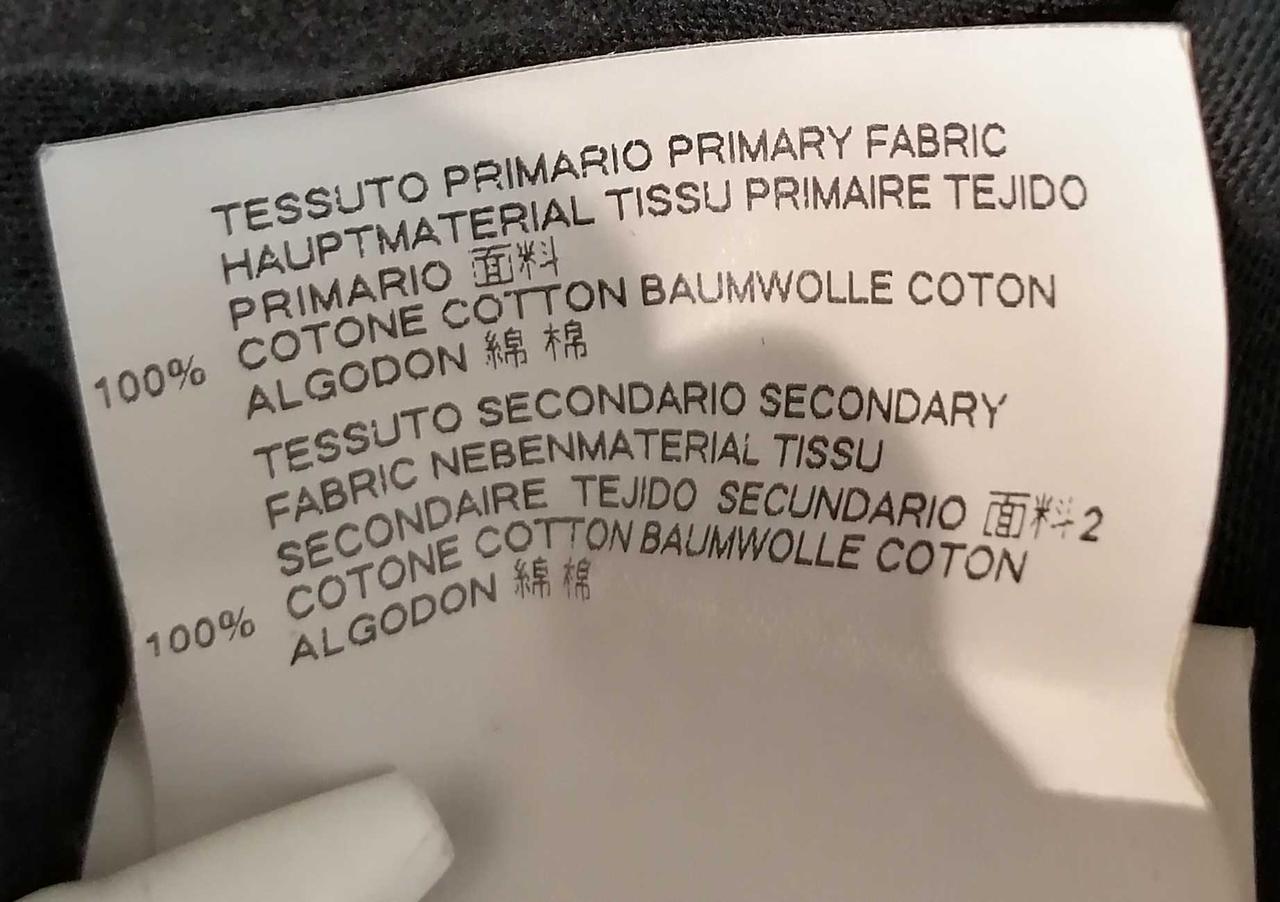 TESSUTO PRIMARIO PRIMARY FABRIC
HAUPTMATERIAL TISSU PRIMAIRE TEJIDO
PRIMARIO 面料
100% COTONE COTTON BAUMWOLLE COTON
ALGODON 綿 棉
TESSUTO SECONDARIO SECONDARY
FABRIC NEBENMATERIAL TISSU
SECONDAIRE TEJIDO SECUNDARIO 面料2
100% COTONE COTTON BAUMWOLLE COTON
ALGODON 綿 棉